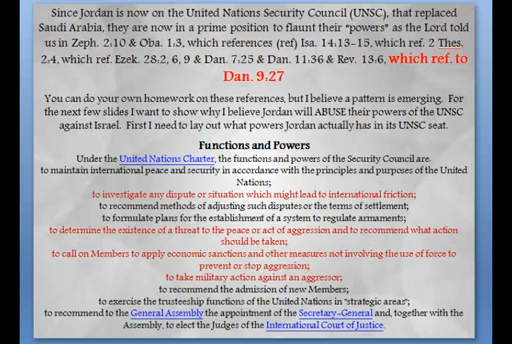 Since Jordan is now on the United Nations Security Council (UNSC), that replaced
Saudi Arabia, they are now in a prime position to flaunt their "powers" as the Lord told
us in Zeph. 2:10 & Oba. 1:3, which references (ref) Isa. 14:13-15, which ref. 2 Thes.
2:4, which ref. Ezek. 28:2, 6, 9 & Dan. 7:25 & Dan. 11:36 & Rev. 13:6, which ref. to
Dan. 9:27
You can do your own homework on these references, but I believe a pattern is emerging. For
the next few slides I want to show why I believe Jordan will ABUSE their powers of the UNSC
against Israel. First I need to lay out what powers Jordan actually has in its UNSC seat.
Functions and Powers
Under the United Nations Charter, the functions and powers of the Security Council are:
to maintain international peace and security in accordance with the principles and purposes of the United
Nations;
to investigate any dispute or situation which might lead to international friction;
to recommend methods of adjusting such disputes or the terms of settlement;
to formulate plans for the establishment of a system to regulate armaments;
to determine the existence of a threat to the peace or act of aggression and to recommend what action
should be taken;
to call on Members to apply economic sanctions and other measures not involving the use of force to
prevent or stop aggression;
to take military action against an aggressor;
to recommend the admission of new Members;
to exercise the trusteeship functions of the United Nations in "strategic areas";
to recommend to the General Assembly the appointment of the Secretary-General and, together with the
Assembly, to elect the Judges of the International Court of Justice.